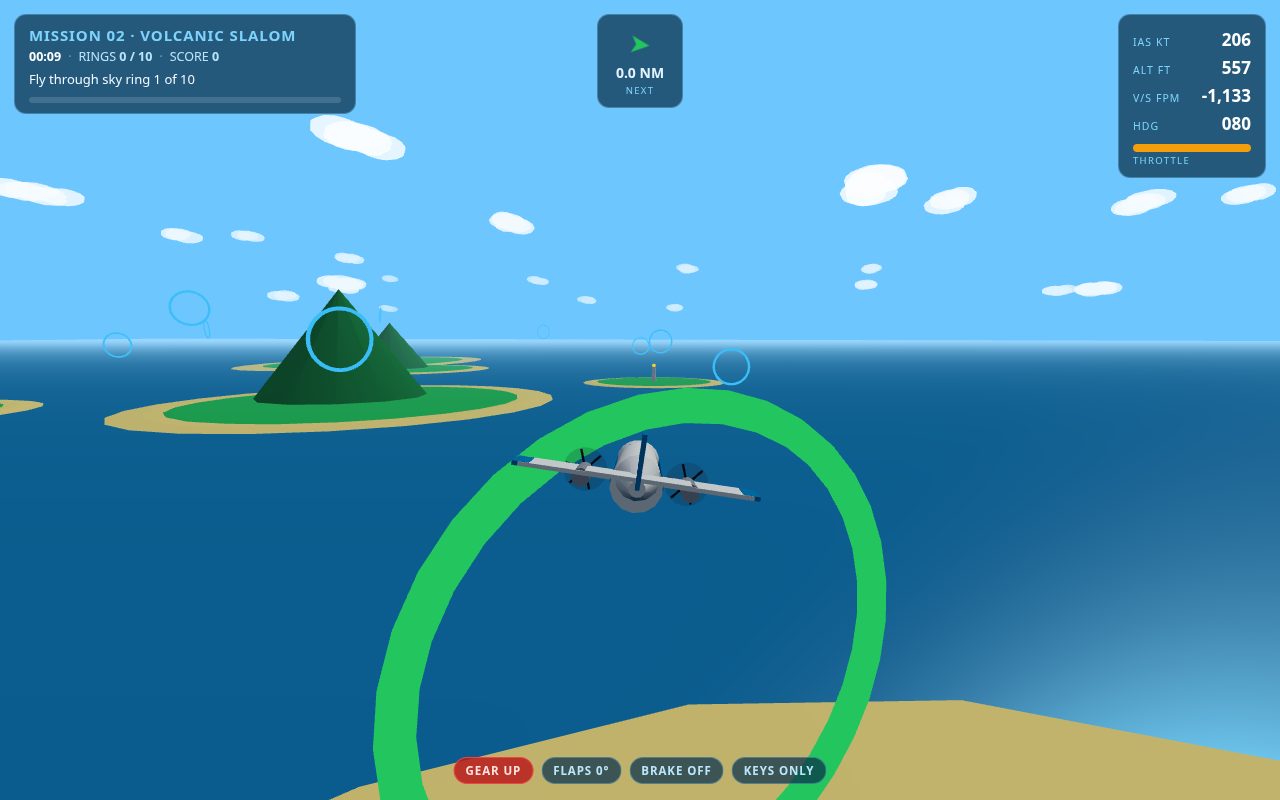 MISSION 02 · VOLCANIC SLALOM
00:09 · RINGS 0 / 10 · SCORE 0
Fly through sky ring 1 of 10
0.0 NM
NEXT
IAS KT 206
ALT FT 557
V/S FPM -1,133
HDG 080
THROTTLE
GEAR UP FLAPS 0° BRAKE OFF KEYS ONLY